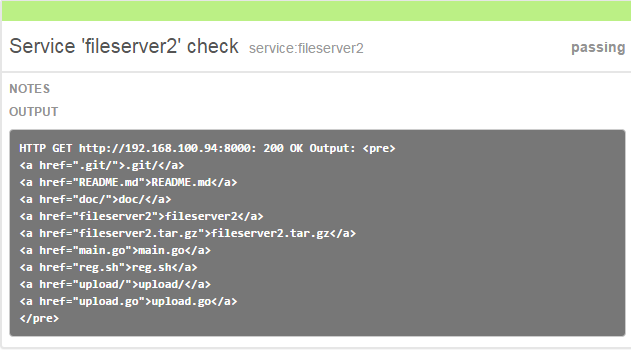 Service 'fileserver2' check service:fileserver2 passing
NOTES
OUTPUT
HTTP GET http://192.168.100.94:8000: 200 OK Output: <pre>
<a href=".git/">.git/</a>
<a href="README.md">README.md</a>
<a href="doc/">doc/</a>
<a href="fileserver2">fileserver2</a>
<a href="fileserver2.tar.gz">fileserver2.tar.gz</a>
<a href="main.go">main.go</a>
<a href="reg.sh">reg.sh</a>
<a href="upload/">upload/</a>
<a href="upload.go">upload.go</a>
</pre>